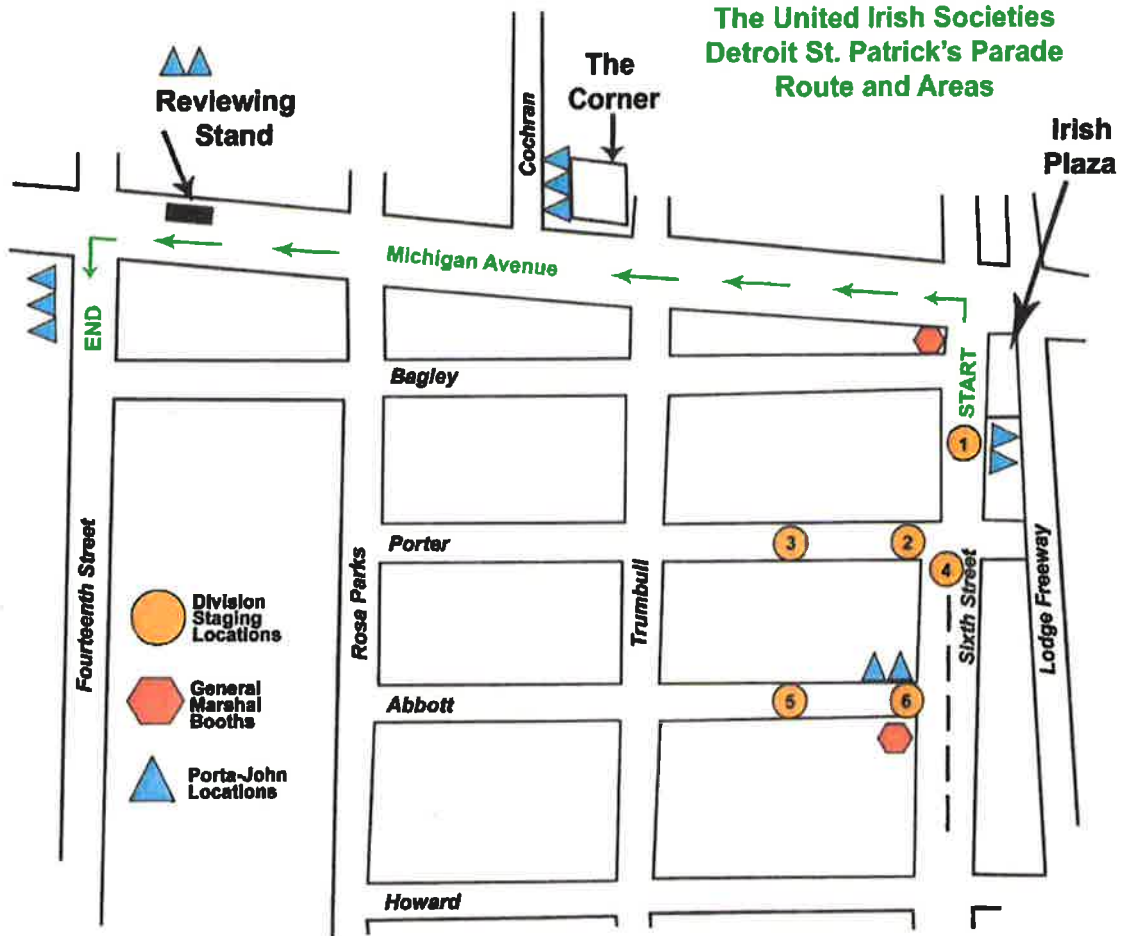 The United Irish Societies
Detroit St. Patrick's Parade
Route and Areas
Reviewing
Stand
The
Corner
Irish
Plaza
Cochran
Michigan Avenue
END
START
Bagley
1
Porter
3
2
4
Fourteenth Street
Rosa Parks
Trumbull
Sixth Street
Lodge Freeway
Division
Staging
Locations
General
Marshal
Booths
Porta-John
Locations
Abbott
5
6
Howard